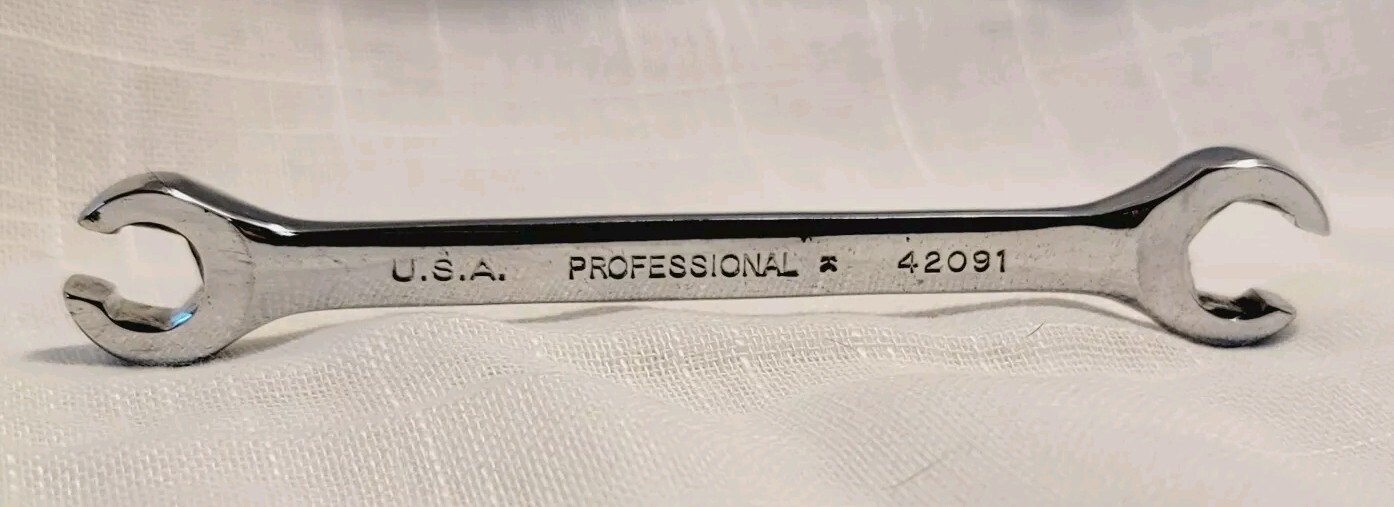 U.S.A. PROFESSIONAL K 42091